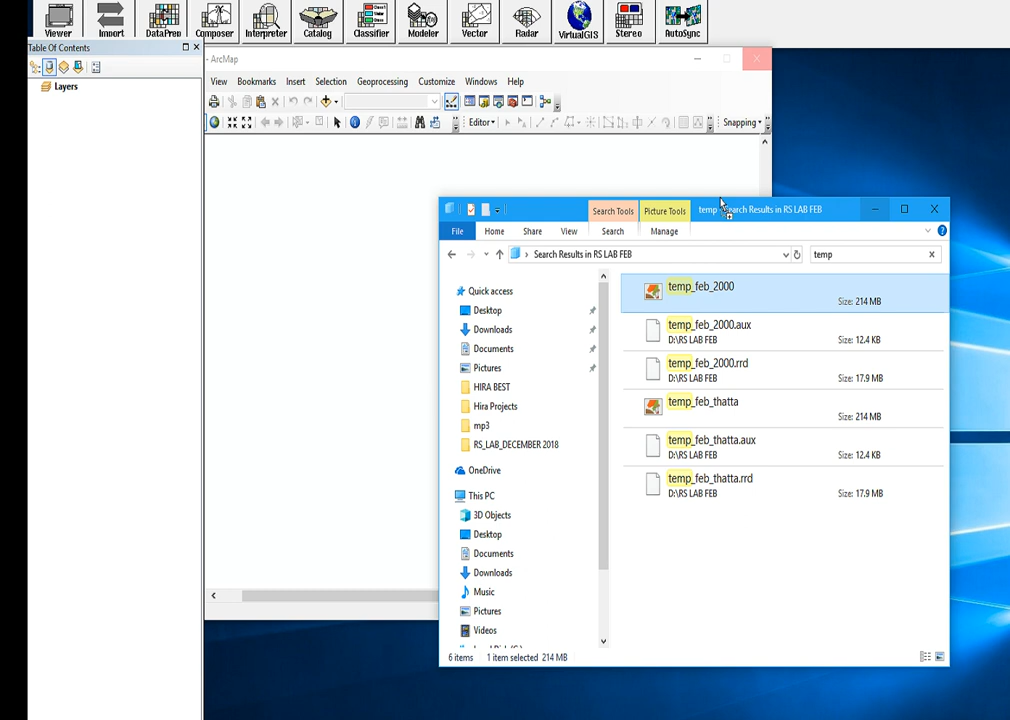 Viewer Import DataPrep Composer Interpreter Catalog Classifier Modeler Vector Radar VirtualGIS Stereo AutoSync
Table Of Contents
Layers
- ArcMap
View Bookmarks Insert Selection Geoprocessing Customize Windows Help
Editor Snapping
Search Tools Picture Tools temp - Search Results in RS LAB FEB
File Home Share View Search Manage
Search Results in RS LAB FEB temp
Quick access
Desktop
Downloads
Documents
Pictures
HIRA BEST
Hira Projects
mp3
RS_LAB_DECEMBER 2018
OneDrive
This PC
3D Objects
Desktop
Documents
Downloads
Music
Pictures
Videos
temp_feb_2000
Size: 214 MB
temp_feb_2000.aux
D:\RS LAB FEB Size: 12.4 KB
temp_feb_2000.rrd
D:\RS LAB FEB Size: 17.9 MB
temp_feb_thatta
Size: 214 MB
temp_feb_thatta.aux
D:\RS LAB FEB Size: 12.4 KB
temp_feb_thatta.rrd
D:\RS LAB FEB Size: 17.9 MB
6 items 1 item selected 214 MB